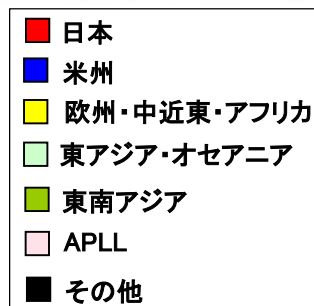 日本
米州
欧州・中近東・アフリカ
東アジア・オセアニア
東南アジア
APLL
その他